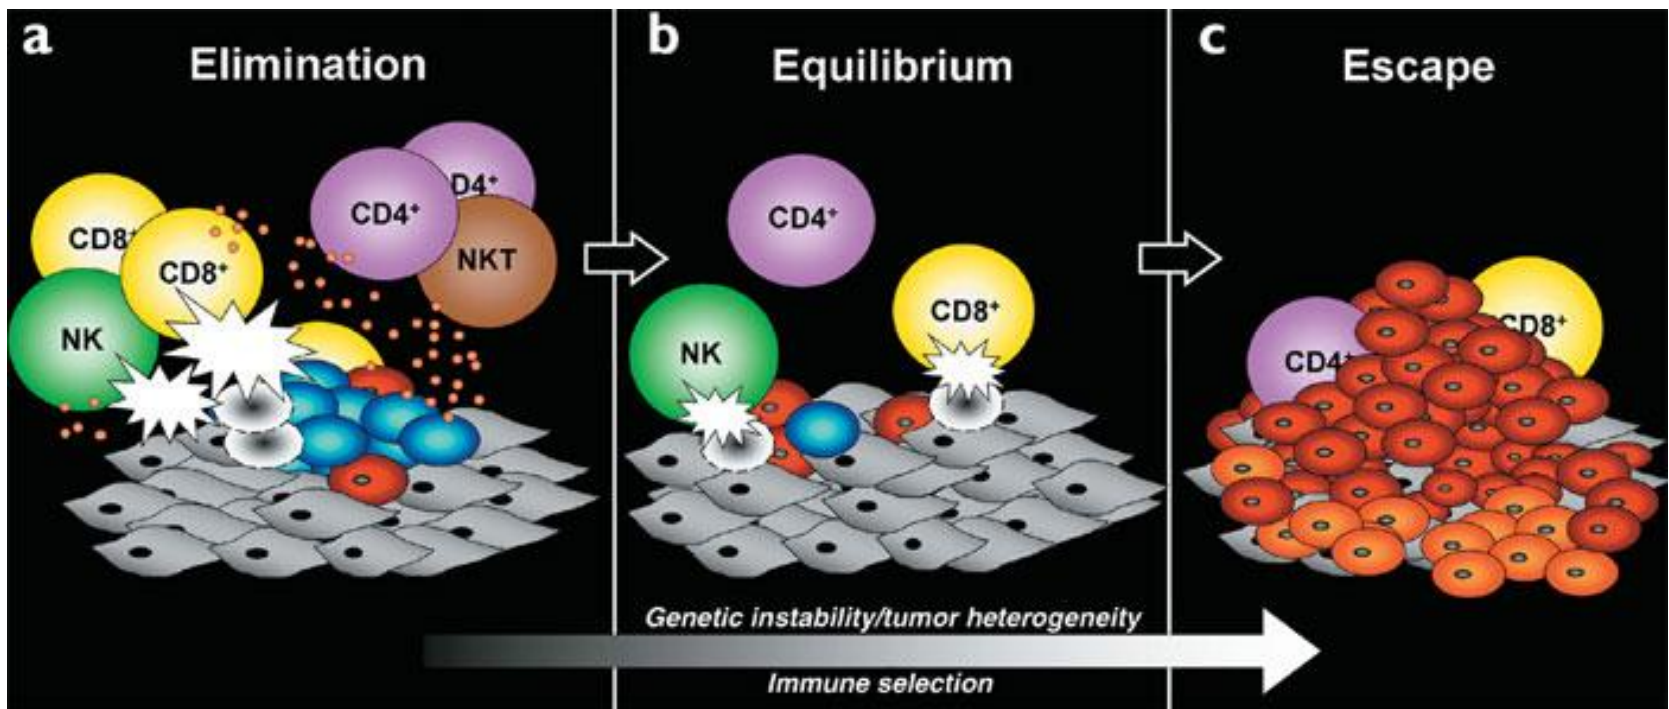 a
Elimination
CD8⁺
CD8⁺
NK
CD4⁺
D4⁺
NKT
b
Equilibrium
CD4⁺
NK
CD8⁺
c
Escape
CD4⁺
CD8⁺
Genetic instability/tumor heterogeneity
Immune selection